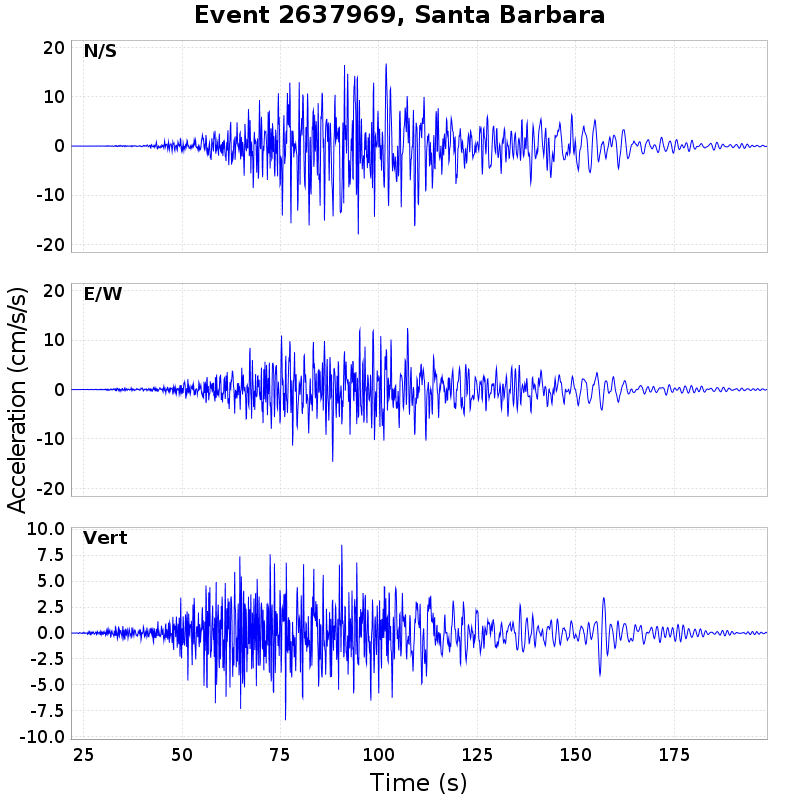 Event 2637969, Santa Barbara
N/S
20
10
0
-10
-20
E/W
20
10
0
-10
-20
Acceleration (cm/s/s)
Vert
10.0
7.5
5.0
2.5
0.0
-2.5
-5.0
-7.5
-10.0
25 50 75 100 125 150 175
Time (s)